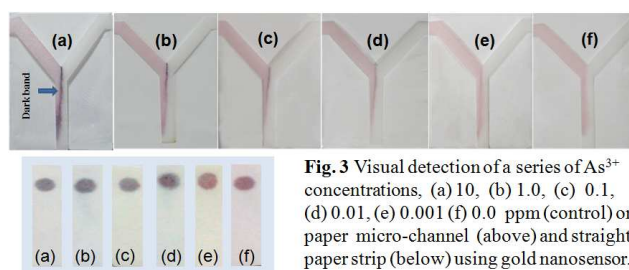 (a) (b) (c) (d) (e) (f)
Dark band
(a) (b) (c) (d) (e) (f)
Fig. 3 Visual detection of a series of As³⁺
concentrations, (a) 10, (b) 1.0, (c) 0.1,
(d) 0.01, (e) 0.001 (f) 0.0 ppm (control) on
paper micro-channel (above) and straight
paper strip (below) using gold nanosensor.